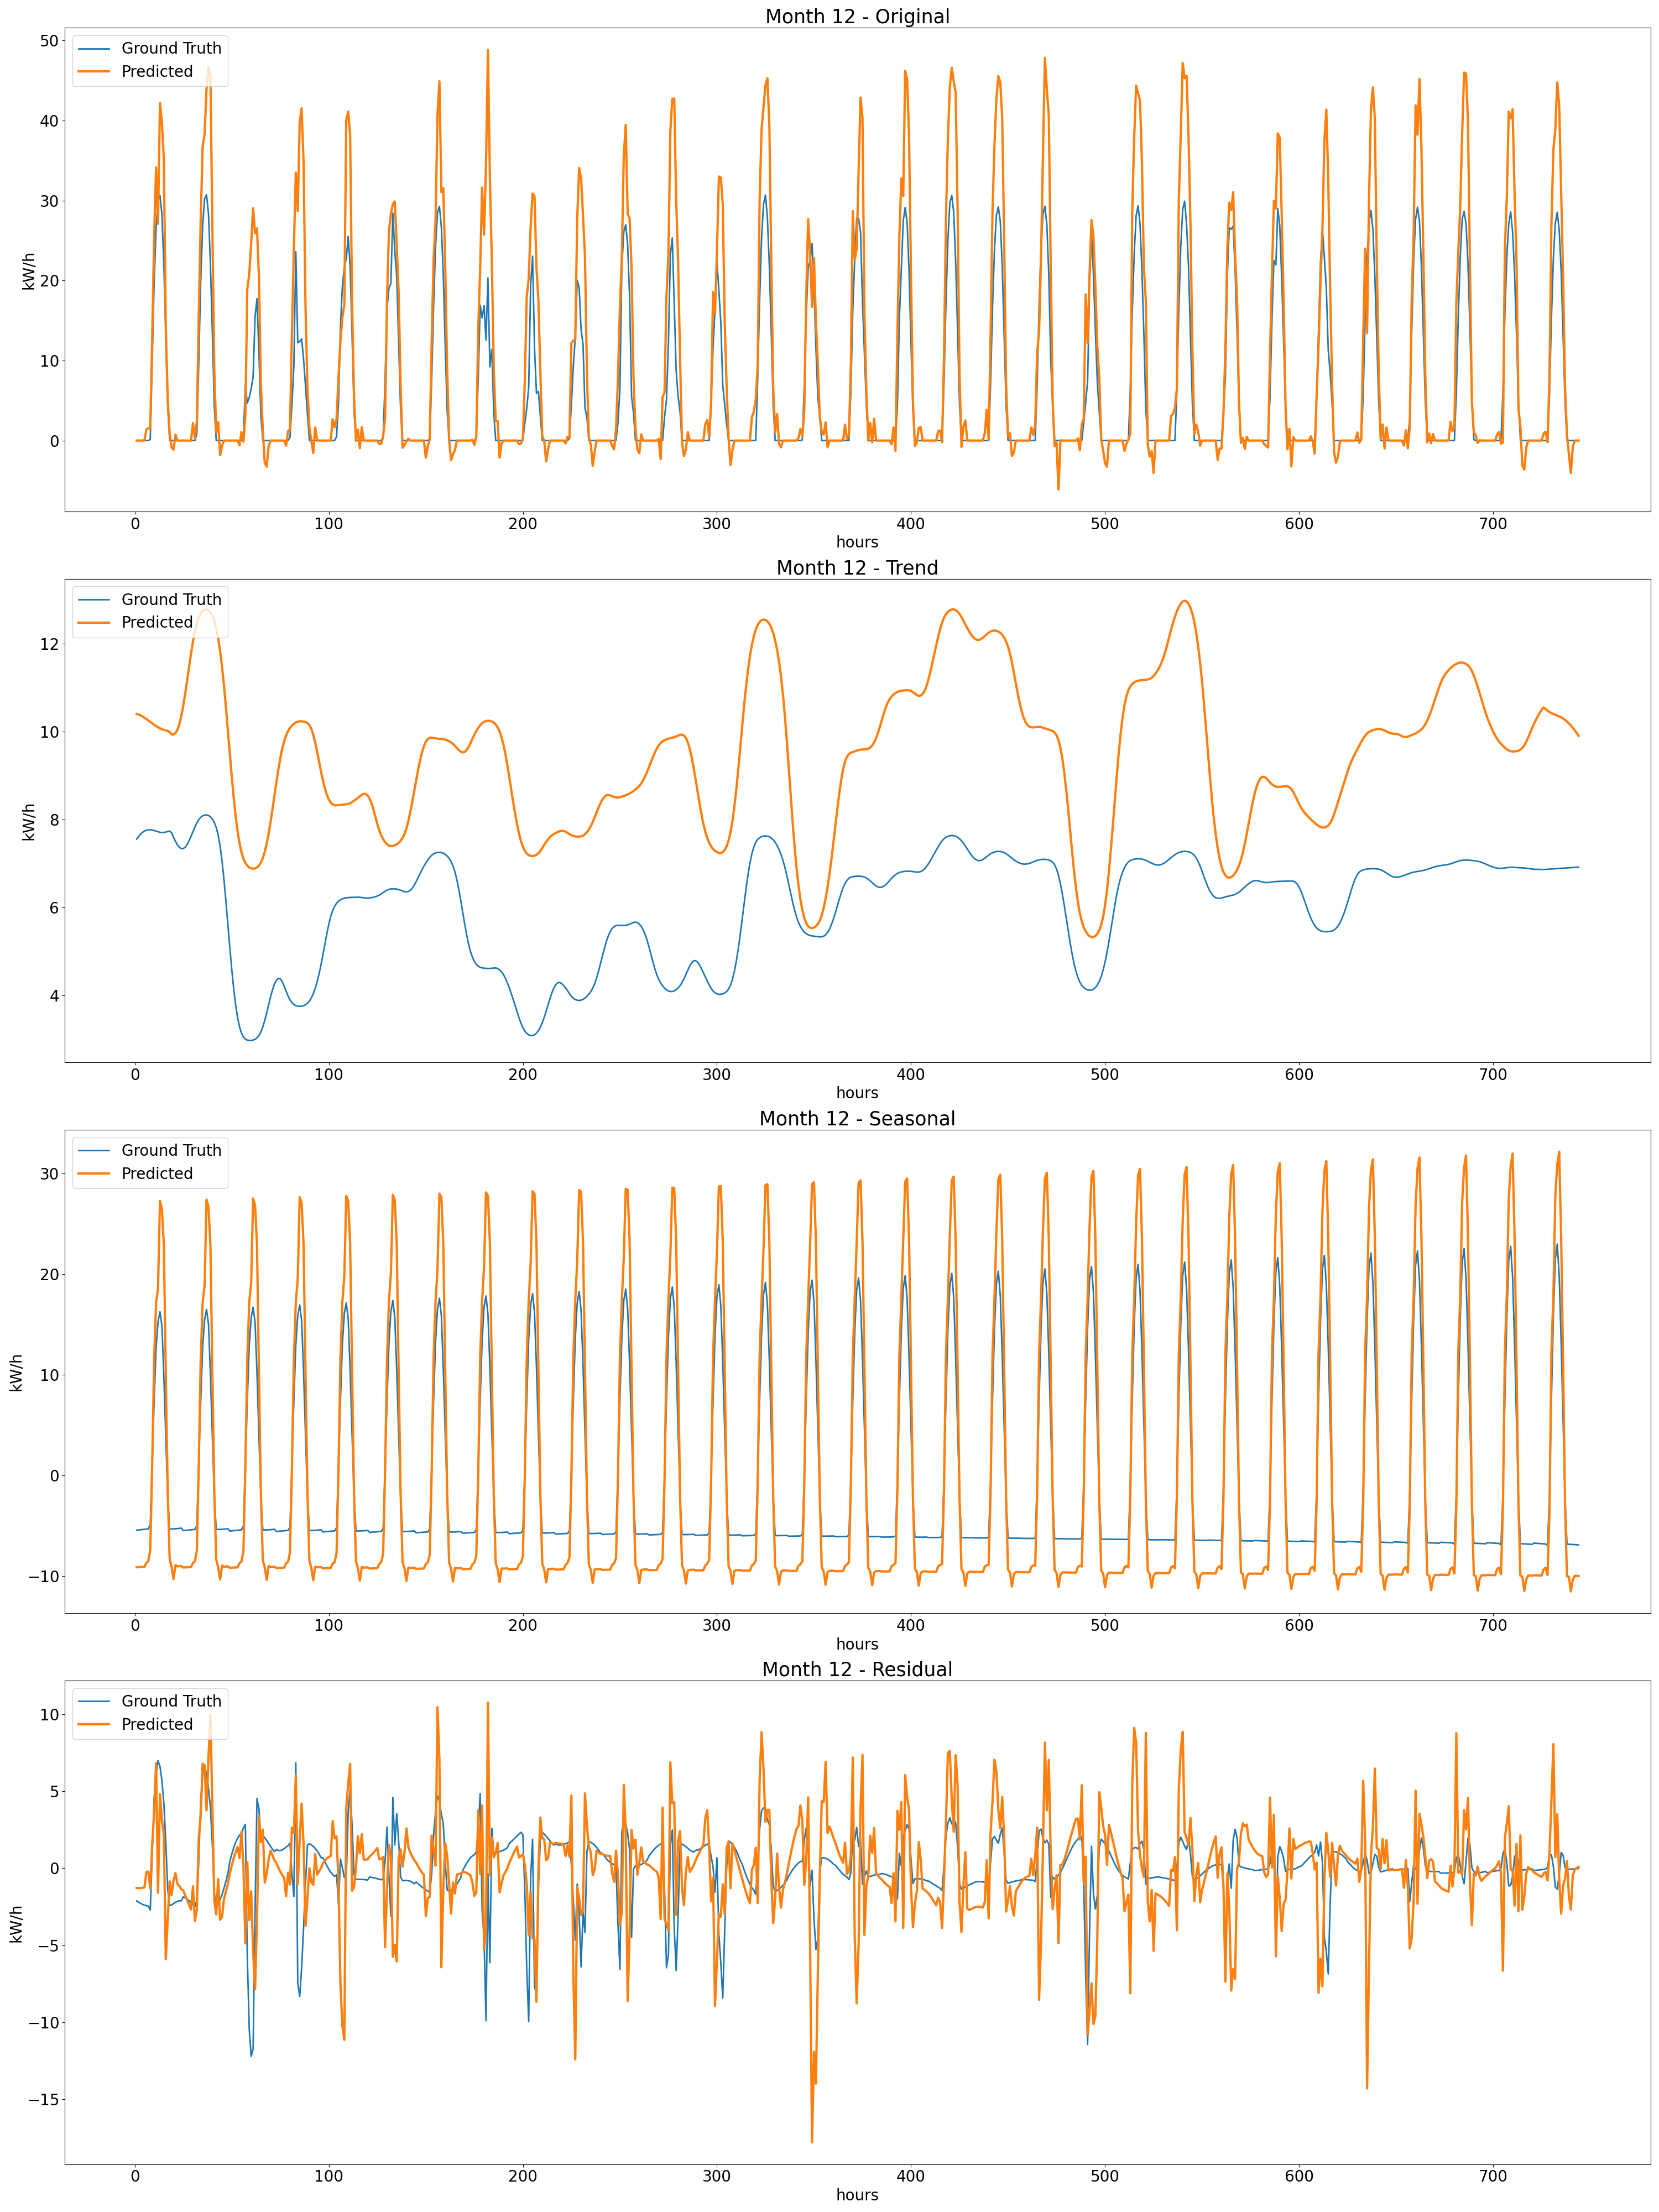 Month 12 - Original
Ground Truth
Predicted
kW/h
50
40
30
20
10
0
0 100 200 300 400 500 600 700
hours
Month 12 - Trend
Ground Truth
Predicted
kW/h
12
10
8
6
4
0 100 200 300 400 500 600 700
hours
Month 12 - Seasonal
Ground Truth
Predicted
kW/h
30
20
10
0
−10
0 100 200 300 400 500 600 700
hours
Month 12 - Residual
Ground Truth
Predicted
kW/h
10
5
0
−5
−10
−15
0 100 200 300 400 500 600 700
hours